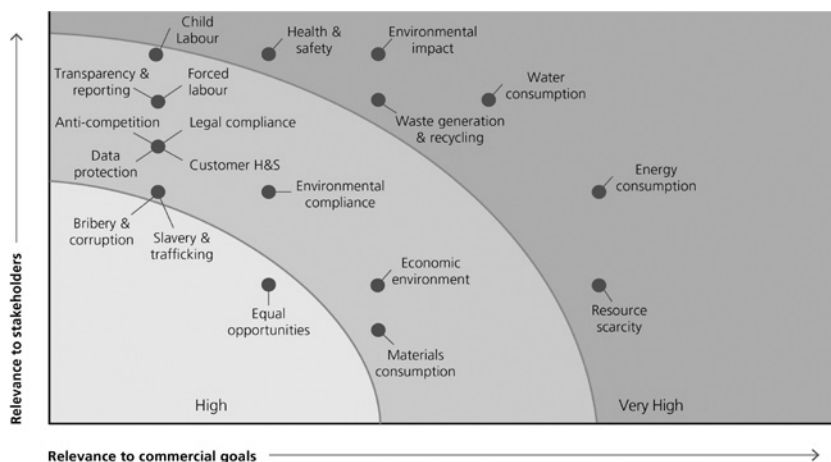 Child
Labour
Health &
safety
Environmental
impact
Transparency &
reporting
Forced
labour
Water
consumption
Anti-competition
Legal compliance
Waste generation
& recycling
Data
protection
Customer H&S
Energy
consumption
Environmental
compliance
Bribery &
corruption
Slavery &
trafficking
Economic
environment
Equal
opportunities
Resource
scarcity
Materials
consumption
High
Very High
Relevance to stakeholders
Relevance to commercial goals